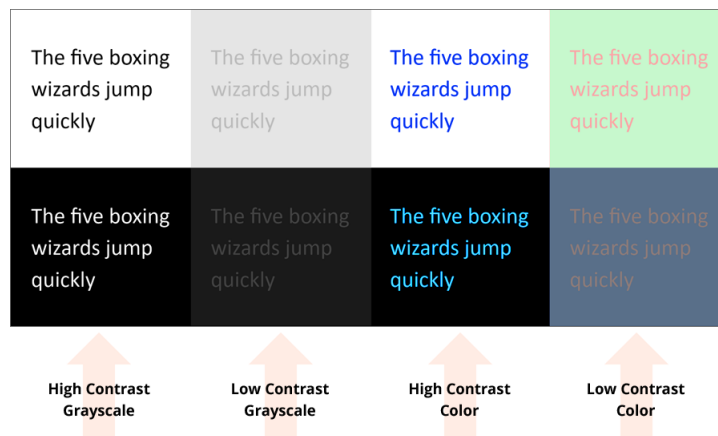 The five boxing
wizards jump
quickly
The five boxing
wizards jump
quickly
The five boxing
wizards jump
quickly
The five boxing
wizards jump
quickly
The five boxing
wizards jump
quickly
The five boxing
wizards jump
quickly
The five boxing
wizards jump
quickly
The five boxing
wizards jump
quickly
High Contrast
Grayscale
Low Contrast
Grayscale
High Contrast
Color
Low Contrast
Color